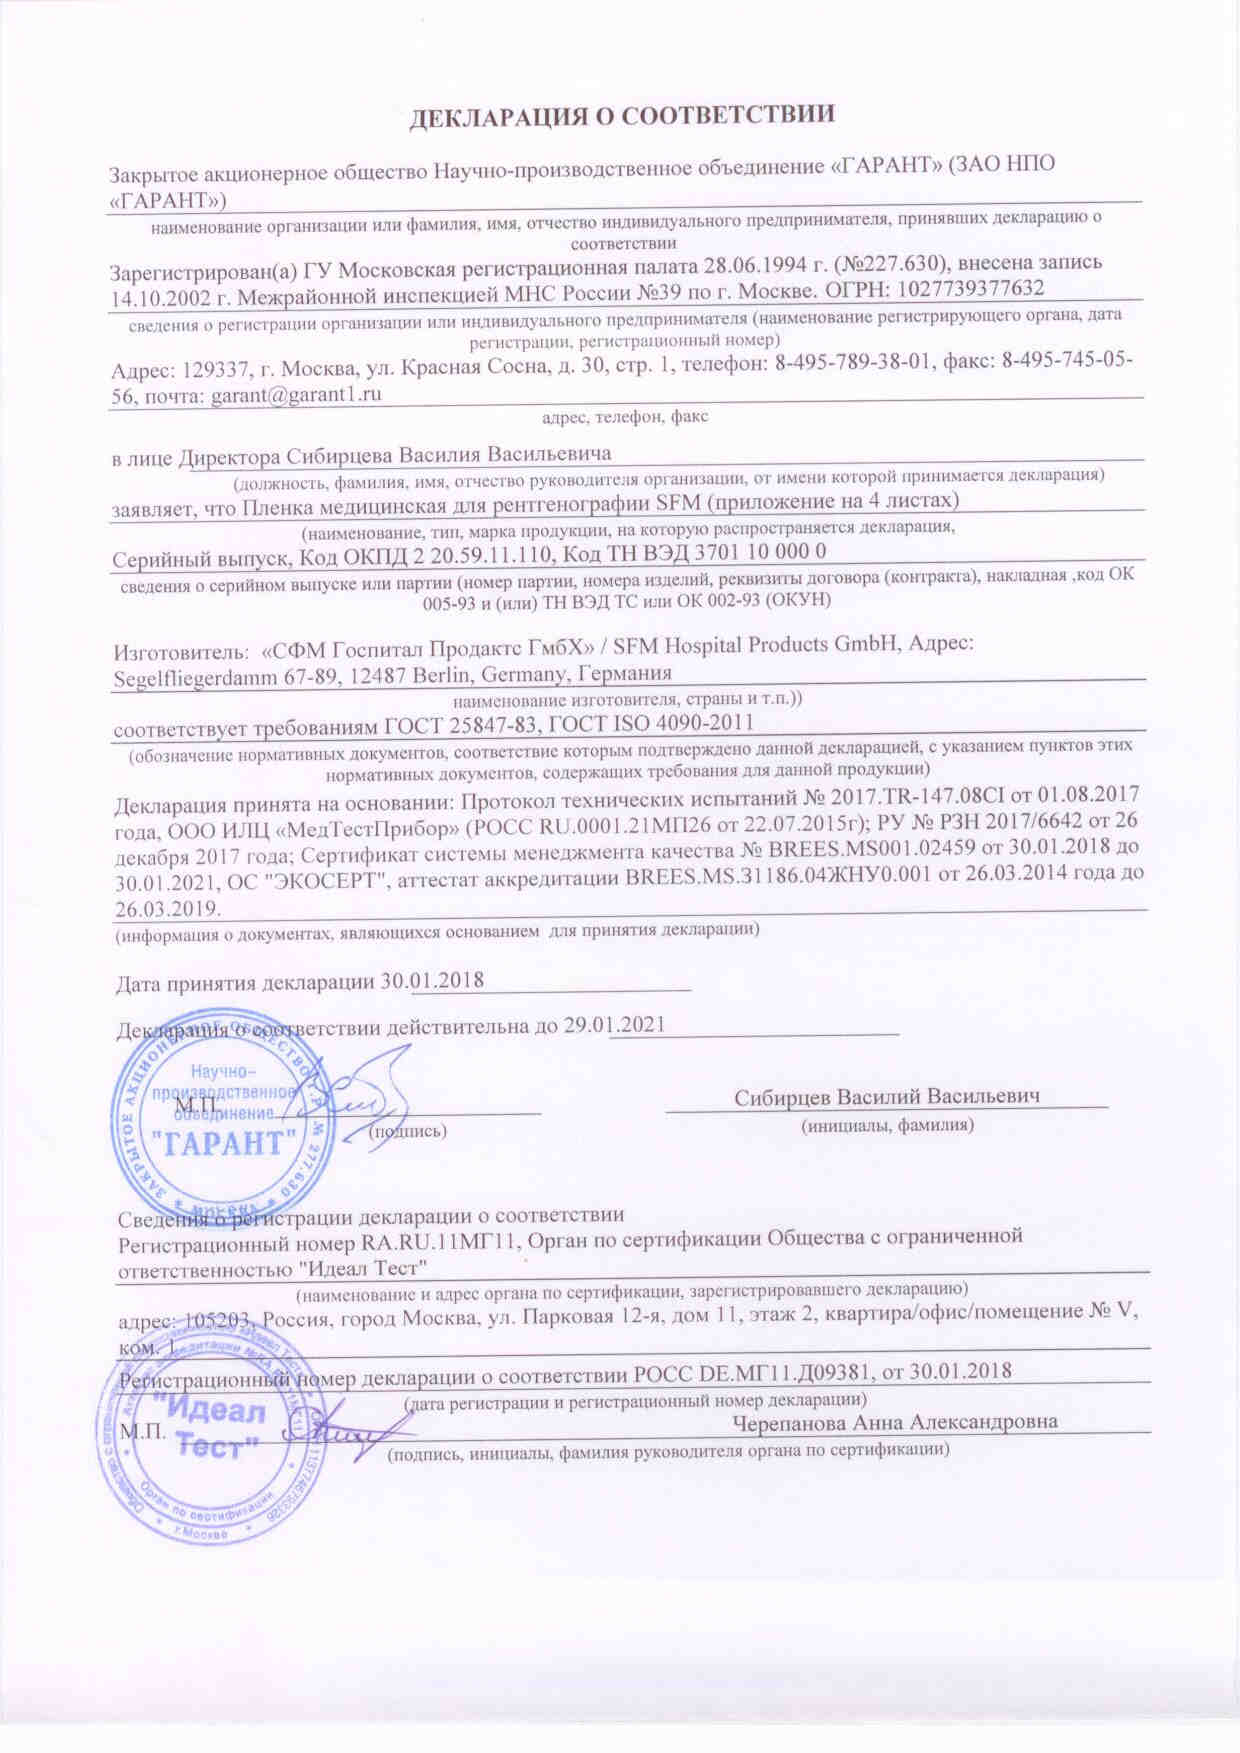 ДЕКЛАРАЦИЯ О СООТВЕТСТВИИ
Закрытое акционерное общество Научно-производственное объединение «ГАРАНТ» (ЗАО НПО
«ГАРАНТ»)
наименование организации или фамилия, имя, отчество индивидуального предпринимателя, принявших декларацию о
соответствии
Зарегистрирован(а) ГУ Московская регистрационная палата 28.06.1994 г. (№227.630), внесена запись
14.10.2002 г. Межрайонной инспекцией МНС России №39 по г. Москве. ОГРН: 1027739377632
сведения о регистрации организации или индивидуального предпринимателя (наименование регистрирующего органа, дата
регистрации, регистрационный номер)
Адрес: 129337, г. Москва, ул. Красная Сосна, д. 30, стр. 1, телефон: 8-495-789-38-01, факс: 8-495-745-05-
56, почта: garant@garant1.ru
адрес, телефон, факс
в лице Директора Сибирцева Василия Васильевича
(должность, фамилия, имя, отчество руководителя организации, от имени которой принимается декларация)
заявляет, что Пленка медицинская для рентгенографии SFM (приложение на 4 листах)
(наименование, тип, марка продукции, на которую распространяется декларация,
Серийный выпуск, Код ОКПД 2 20.59.11.110, Код ТН ВЭД 3701 10 000 0
сведения о серийном выпуске или партии (номер партии, номера изделий, реквизиты договора (контракта), накладная ,код ОК
005-93 и (или) ТН ВЭД ТС или ОК 002-93 (ОКУН)
Изготовитель: «СФМ Госпитал Продактс ГмбХ» / SFM Hospital Products GmbH, Адрес:
Segelfliegerdamm 67-89, 12487 Berlin, Germany, Германия
наименование изготовителя, страны и т.п.))
соответствует требованиям ГОСТ 25847-83, ГОСТ ISO 4090-2011
(обозначение нормативных документов, соответствие которым подтверждено данной декларацией, с указанием пунктов этих
нормативных документов, содержащих требования для данной продукции)
Декларация принята на основании: Протокол технических испытаний № 2017.TR-147.08CI от 01.08.2017
года, ООО ИЛЦ «МедТестПрибор» (РОСС RU.0001.21МП26 от 22.07.2015г); РУ № РЗН 2017/6642 от 26
декабря 2017 года; Сертификат системы менеджмента качества № BREES.MS001.02459 от 30.01.2018 до
30.01.2021, ОС "ЭКОСЕРТ", аттестат аккредитации BREES.MS.31186.04ЖНУ0.001 от 26.03.2014 года до
26.03.2019.
(информация о документах, являющихся основанием для принятия декларации)
Дата принятия декларации 30.01.2018
Декларация о соответствии действительна до 29.01.2021
ЗАКРЫТОЕ АКЦИОНЕРНОЕ ОБЩЕСТВО Г.Р. № 277.630 * МОСКВА *
Научно-
производственное
объединение
"ГАРАНТ"
М.П.
Сибирцев Василий Васильевич
(подпись)
(инициалы, фамилия)
Сведения о регистрации декларации о соответствии
Регистрационный номер RA.RU.11МГ11, Орган по сертификации Общества с ограниченной
ответственностью "Идеал Тест"
(наименование и адрес органа по сертификации, зарегистрировавшего декларацию)
адрес: 105203, Россия, город Москва, ул. Парковая 12-я, дом 11, этаж 2, квартира/офис/помещение № V,
ком. 1
Регистрационный номер декларации о соответствии РОСС DE.МГ11.Д09381, от 30.01.2018
(дата регистрации и регистрационный номер декларации)
М.П.
Черепанова Анна Александровна
(подпись, инициалы, фамилия руководителя органа по сертификации)
"Идеал
Тест"
Орган по сертификации
г.Москва